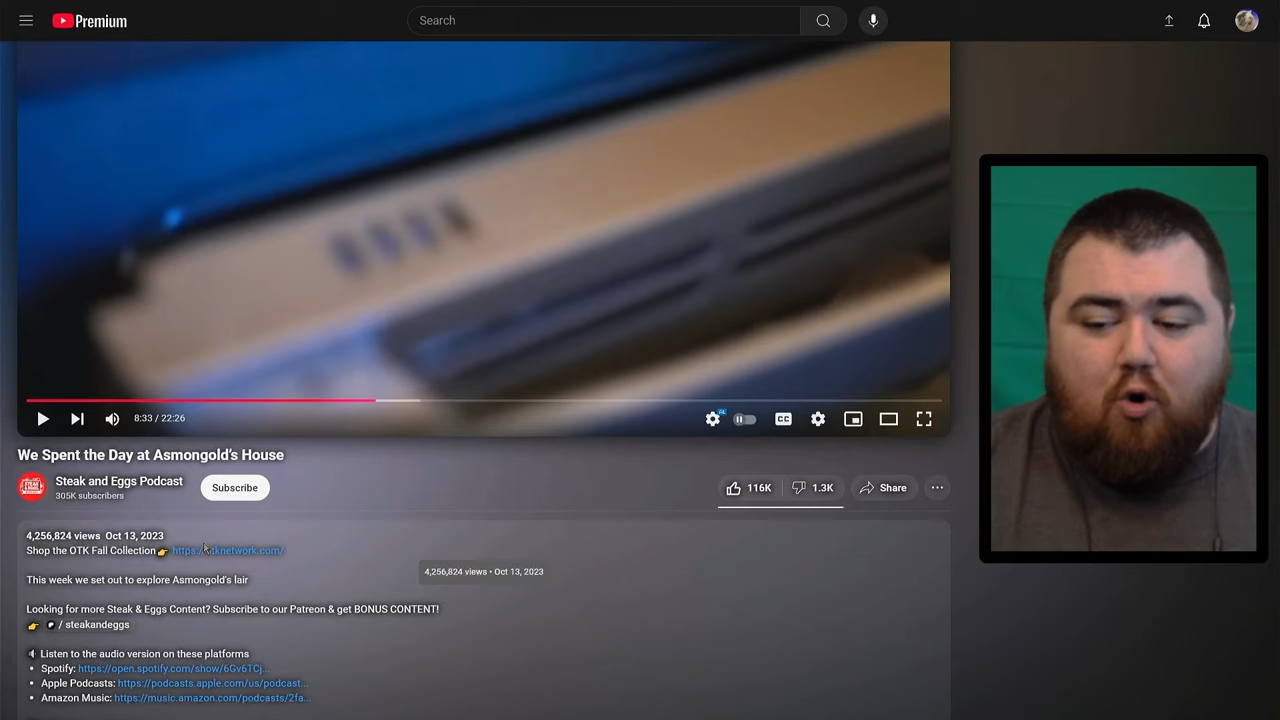 Premium
Search
8:33 / 22:26
CC
We Spent the Day at Asmongold's House
Steak and Eggs Podcast
305K subscribers
Subscribe
116K
1.3K
Share
4,256,824 views Oct 13, 2023
Shop the OTK Fall Collection 👉 https://otknetwork.com/
4,256,824 views • Oct 13, 2023
This week we set out to explore Asmongold's lair
Looking for more Steak & Eggs Content? Subscribe to our Patreon & get BONUS CONTENT!
👉 / steakandeggs
🔈 Listen to the audio version on these platforms
• Spotify: https://open.spotify.com/show/6Gv6TCj...
• Apple Podcasts: https://podcasts.apple.com/us/podcast...
• Amazon Music: https://music.amazon.com/podcasts/2fa...